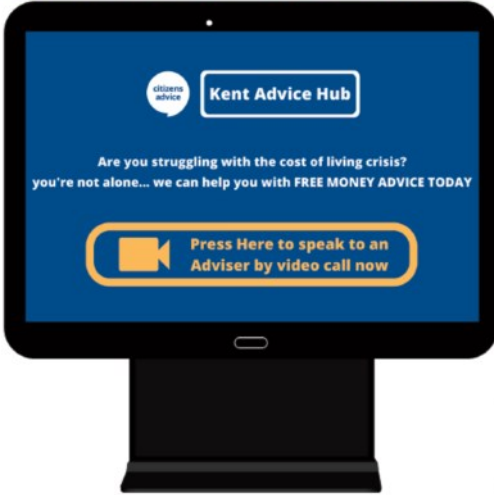 citizens
advice
Kent Advice Hub
Are you struggling with the cost of living crisis?
you're not alone... we can help you with FREE MONEY ADVICE TODAY
Press Here to speak to an
Adviser by video call now